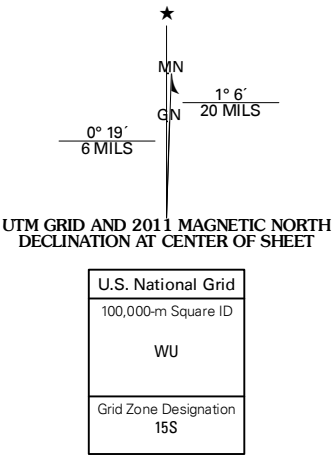 ★
MN
1° 6´
GN
20 MILS
0° 19´
6 MILS
UTM GRID AND 2011 MAGNETIC NORTH
DECLINATION AT CENTER OF SHEET
U.S. National Grid
100,000-m Square ID
WU
Grid Zone Designation
15S